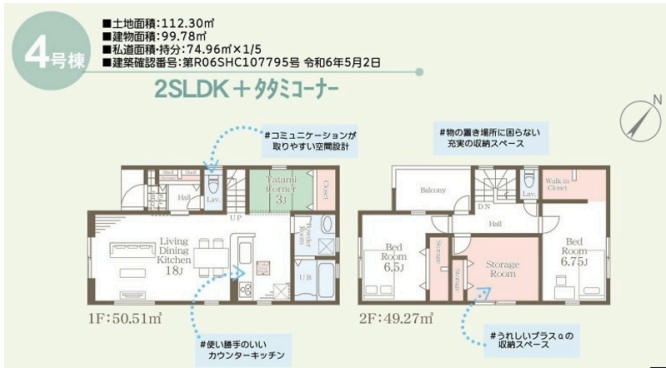 4号棟
■土地面積:112.30㎡
■建物面積:99.78㎡
■私道面積・持分:74.96㎡×1/5
■建築確認番号:第R06SHC107795号 令和6年5月2日
2SLDK+タタミコーナー
N
#コミュニケーションが
取りやすい空間設計
#物の置き場所に困らない
充実の収納スペース
Hall
Lav.
Tatami
Corner
3J
Closet
UP
Living
Dining
Kitchen
18J
Powder
Room
U.B
1F:50.51㎡
#使い勝手のいい
カウンターキッチン
Balcony
DN
Lav.
Walk in
Closet
Hall
Bed
Room
6.5J
Storage
Storage
Storage
Room
Bed
Room
6.75J
2F:49.27㎡
#うれしいプラスαの
収納スペース